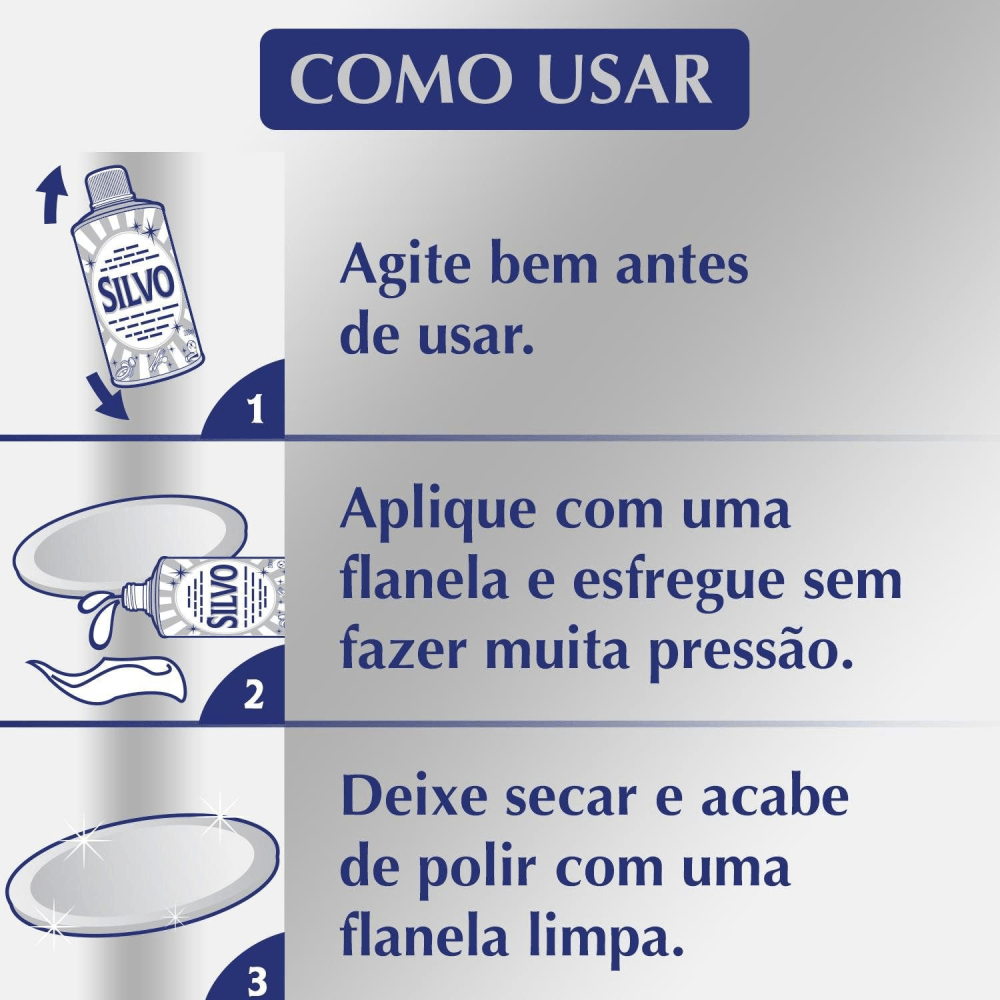 COMO USAR
SILVO
Agite bem antes
de usar.
1
SILVO
Aplique com uma
flanela e esfregue sem
fazer muita pressão.
2
Deixe secar e acabe
de polir com uma
flanela limpa.
3